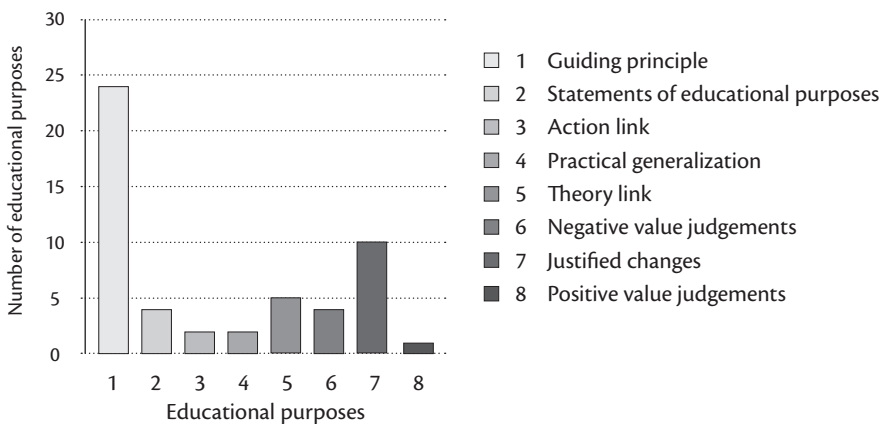 Number of educational purposes
30
25
20
15
10
5
0
1 2 3 4 5 6 7 8
Educational purposes
1 Guiding principle
2 Statements of educational purposes
3 Action link
4 Practical generalization
5 Theory link
6 Negative value judgements
7 Justified changes
8 Positive value judgements